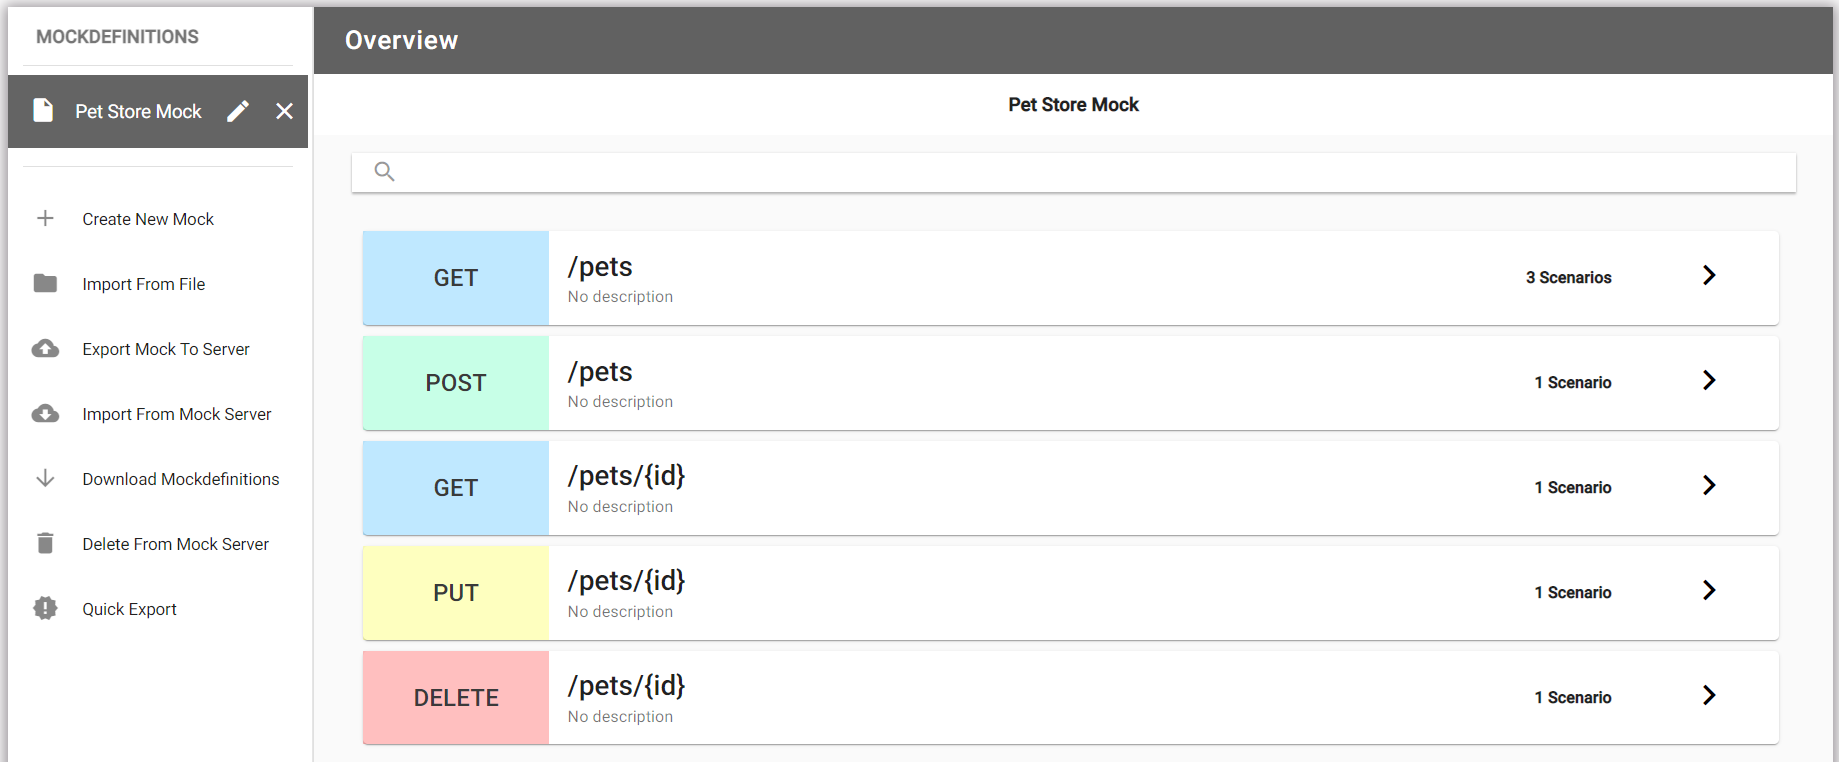 MOCKDEFINITIONS
Pet Store Mock
Create New Mock
Import From File
Export Mock To Server
Import From Mock Server
Download Mockdefinitions
Delete From Mock Server
Quick Export
Overview
Pet Store Mock
GET
/pets
No description
3 Scenarios
POST
/pets
No description
1 Scenario
GET
/pets/{id}
No description
1 Scenario
PUT
/pets/{id}
No description
1 Scenario
DELETE
/pets/{id}
No description
1 Scenario